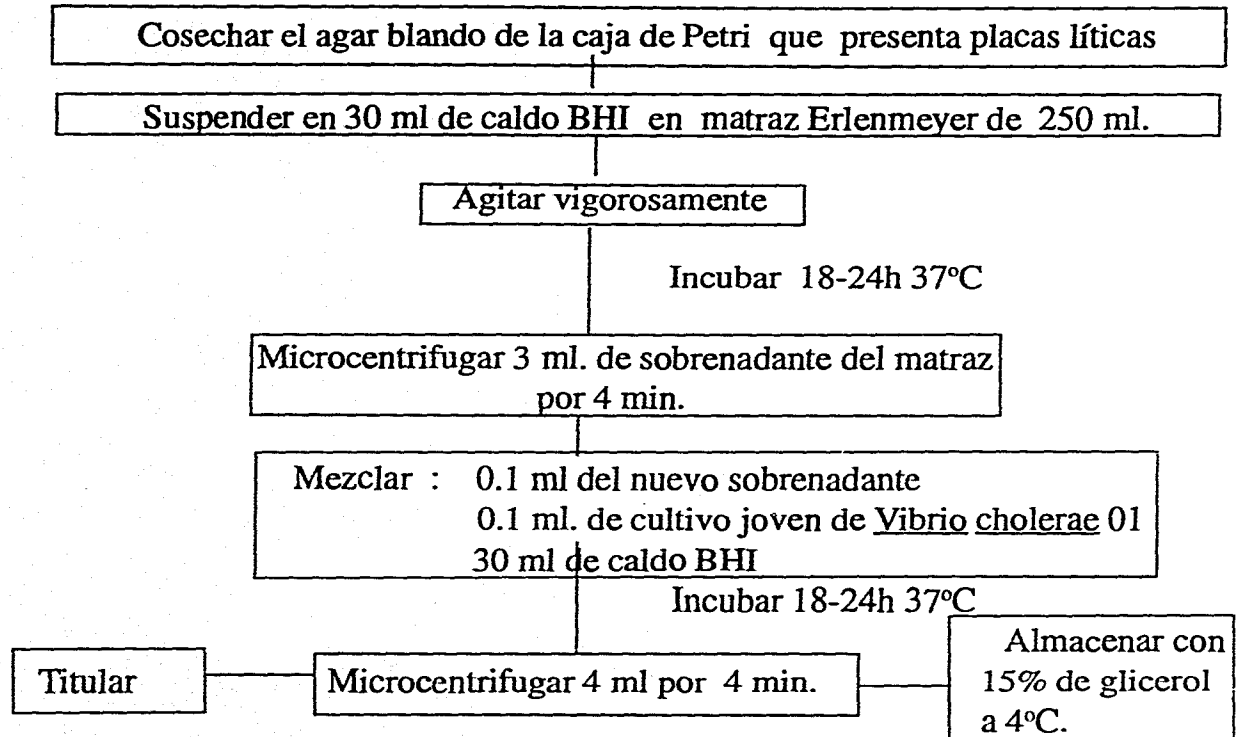 Cosechar el agar blando de la caja de Petri que presenta placas líticas
Suspender en 30 ml de caldo BHI en matraz Erlenmeyer de 250 ml.
Agitar vigorosamente
Incubar 18-24h 37ºC
Microcentrifugar 3 ml. de sobrenadante del matraz
por 4 min.
Mezclar : 0.1 ml del nuevo sobrenadante
0.1 ml. de cultivo joven de Vibrio cholerae 01
30 ml de caldo BHI
Incubar 18-24h 37ºC
Titular
Microcentrifugar 4 ml por 4 min.
Almacenar con
15% de glicerol
a 4ºC.